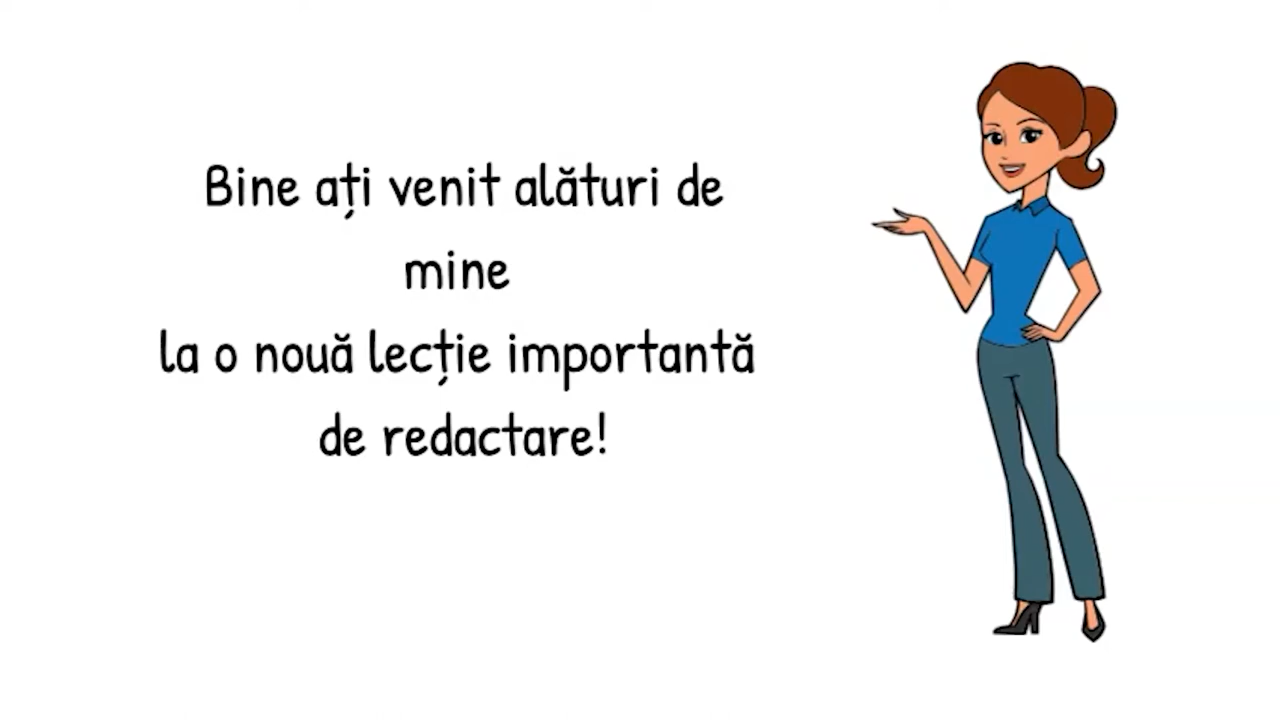 Bine ați venit alături de
mine
la o nouă lecție importantă
de redactare!